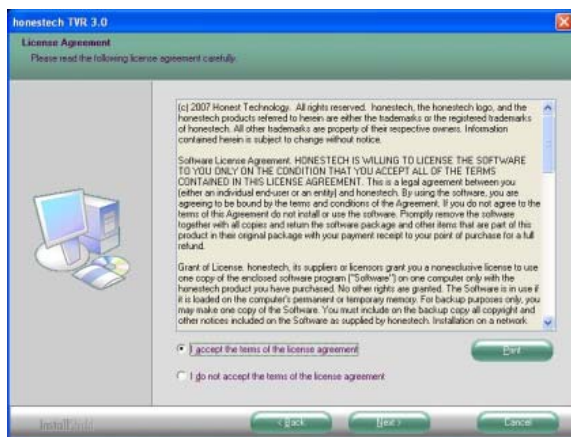 honestech TVR 3.0
License Agreement
Please read the following license agreement carefully.
(c) 2007 Honest Technology. All rights reserved. honestech, the honestech logo, and the
honestech products referred to herein are either the trademarks or the registered trademarks
of honestech. All other trademarks are property of their respective owners. Information
contained herein is subject to change without notice.
Software License Agreement. HONESTECH IS WILLING TO LICENSE THE SOFTWARE
TO YOU ONLY ON THE CONDITION THAT YOU ACCEPT ALL OF THE TERMS
CONTAINED IN THIS LICENSE AGREEMENT. This is a legal agreement between you
(either an individual end-user or an entity) and honestech. By using the software, you are
agreeing to be bound by the terms and conditions of the Agreement. If you do not agree to the
terms of this Agreement do not install or use the software. Promptly remove the software
together with all copies and return the software package and other items that are part of this
product in their original package with your payment receipt to your point of purchase for a full
refund.
Grant of License. honestech, its suppliers or licensors grant you a nonexclusive license to use
one copy of the enclosed software program ("Software") on one computer only with the
honestech product you have purchased. No other rights are granted. The Software is in use if
it is loaded on the computer's permanent or temporary memory. For backup purposes only, you
may make one copy of the Software. You must include on the backup copy all copyright and
other notices included on the Software as supplied by honestech. Installation on a network
I accept the terms of the license agreement
Print
I do not accept the terms of the license agreement
InstallShield
< Back
Next >
Cancel